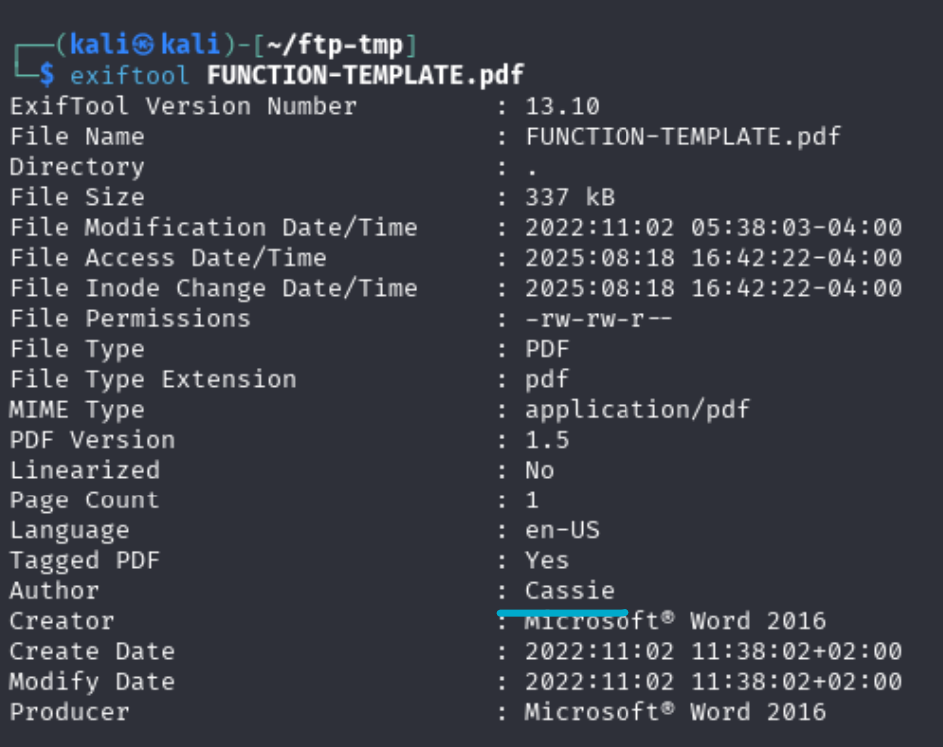 ┌──(kali㉿kali)-[~/ftp-tmp]
└─$ exiftool FUNCTION-TEMPLATE.pdf
ExifTool Version Number : 13.10
File Name : FUNCTION-TEMPLATE.pdf
Directory : .
File Size : 337 kB
File Modification Date/Time : 2022:11:02 05:38:03-04:00
File Access Date/Time : 2025:08:18 16:42:22-04:00
File Inode Change Date/Time : 2025:08:18 16:42:22-04:00
File Permissions : -rw-rw-r--
File Type : PDF
File Type Extension : pdf
MIME Type : application/pdf
PDF Version : 1.5
Linearized : No
Page Count : 1
Language : en-US
Tagged PDF : Yes
Author : Cassie
Creator : Microsoft® Word 2016
Create Date : 2022:11:02 11:38:02+02:00
Modify Date : 2022:11:02 11:38:02+02:00
Producer : Microsoft® Word 2016